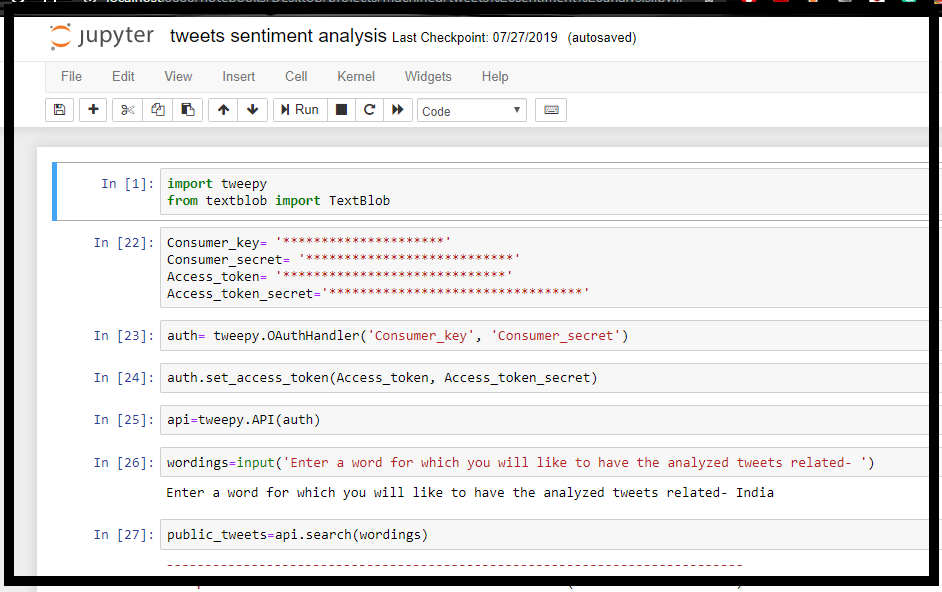 jupyter tweets sentiment analysis Last Checkpoint: 07/27/2019 (autosaved)
File Edit View Insert Cell Kernel Widgets Help
Run Code
In [1]: import tweepy
from textblob import TextBlob
In [22]: Consumer_key= '*********************'
Consumer_secret= '***************************'
Access_token= '*****************************'
Access_token_secret='*********************************'
In [23]: auth= tweepy.OAuthHandler('Consumer_key', 'Consumer_secret')
In [24]: auth.set_access_token(Access_token, Access_token_secret)
In [25]: api=tweepy.API(auth)
In [26]: wordings=input('Enter a word for which you will like to have the analyzed tweets related- ')
Enter a word for which you will like to have the analyzed tweets related- India
In [27]: public_tweets=api.search(wordings)
---------------------------------------------------------------------------